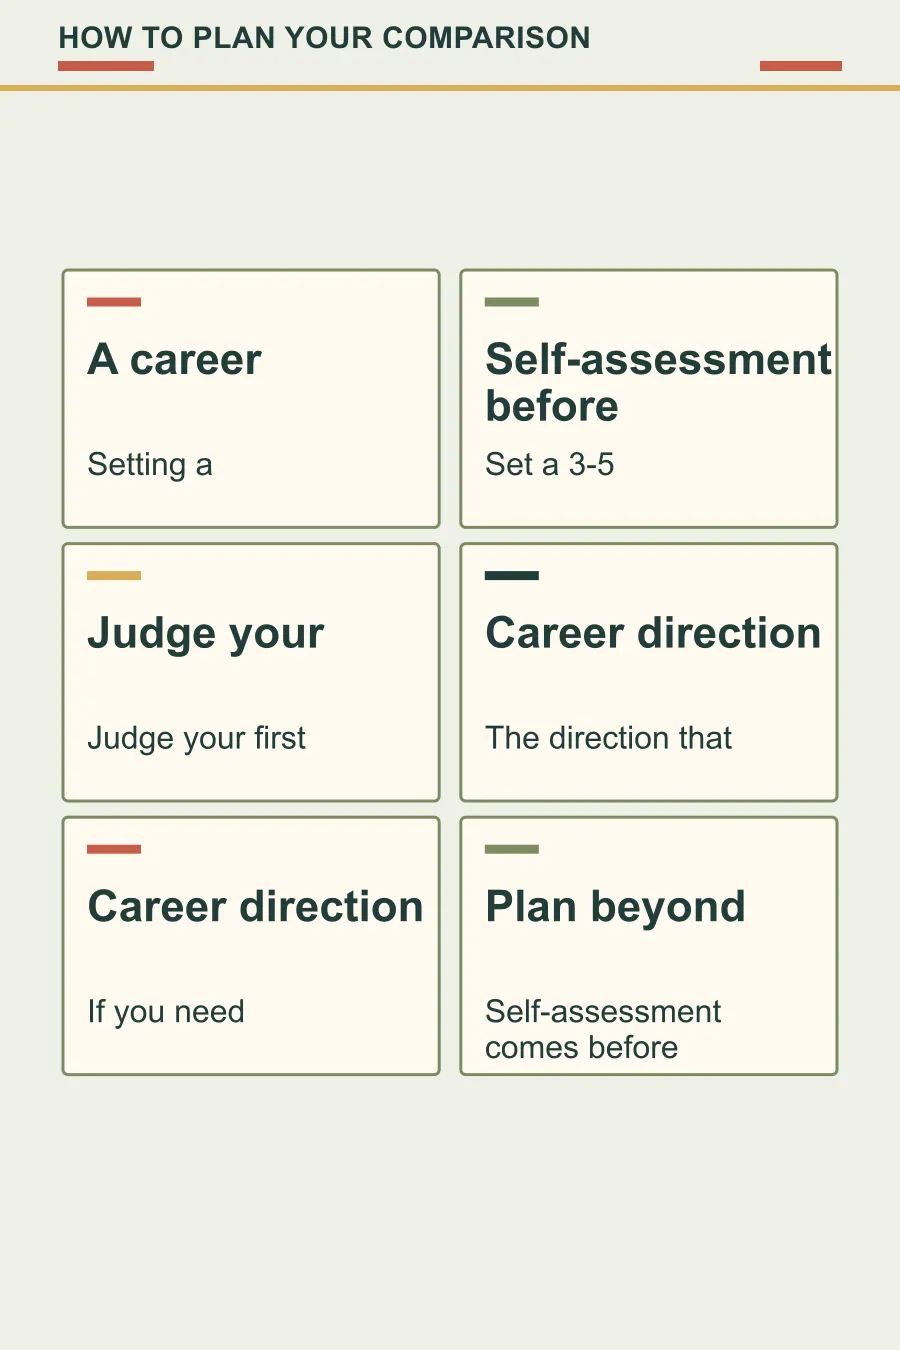 HOW TO PLAN YOUR COMPARISON
A career
Setting a
Self-assessment
before
Set a 3-5
Judge your
Judge your first
Career direction
The direction that
Career direction
If you need
Plan beyond
Self-assessment
comes before